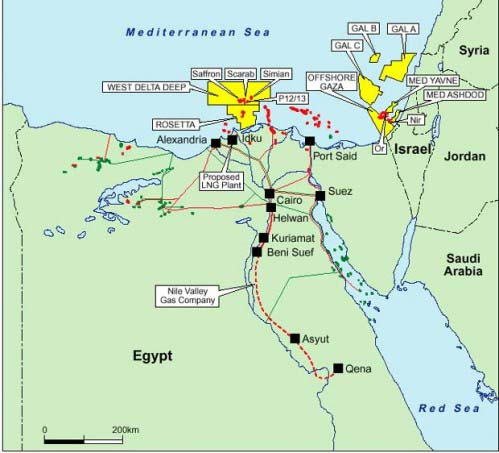 Mediterranean Sea
GAL B
GAL A
GAL C
Syria
Saffron
Scarab
Simian
WEST DELTA DEEP
P12/13
OFFSHORE
GAZA
MED YAVNE
MED ASHDOD
ROSETTA
Nir
Alexandria
Idku
Or
Israel
Port Said
Jordan
Proposed
LNG Plant
Cairo
Suez
Helwan
Kuriamat
Beni Suef
Saudi
Arabia
Nile Valley
Gas Company
Asyut
Egypt
Qena
Red Sea
0
200km